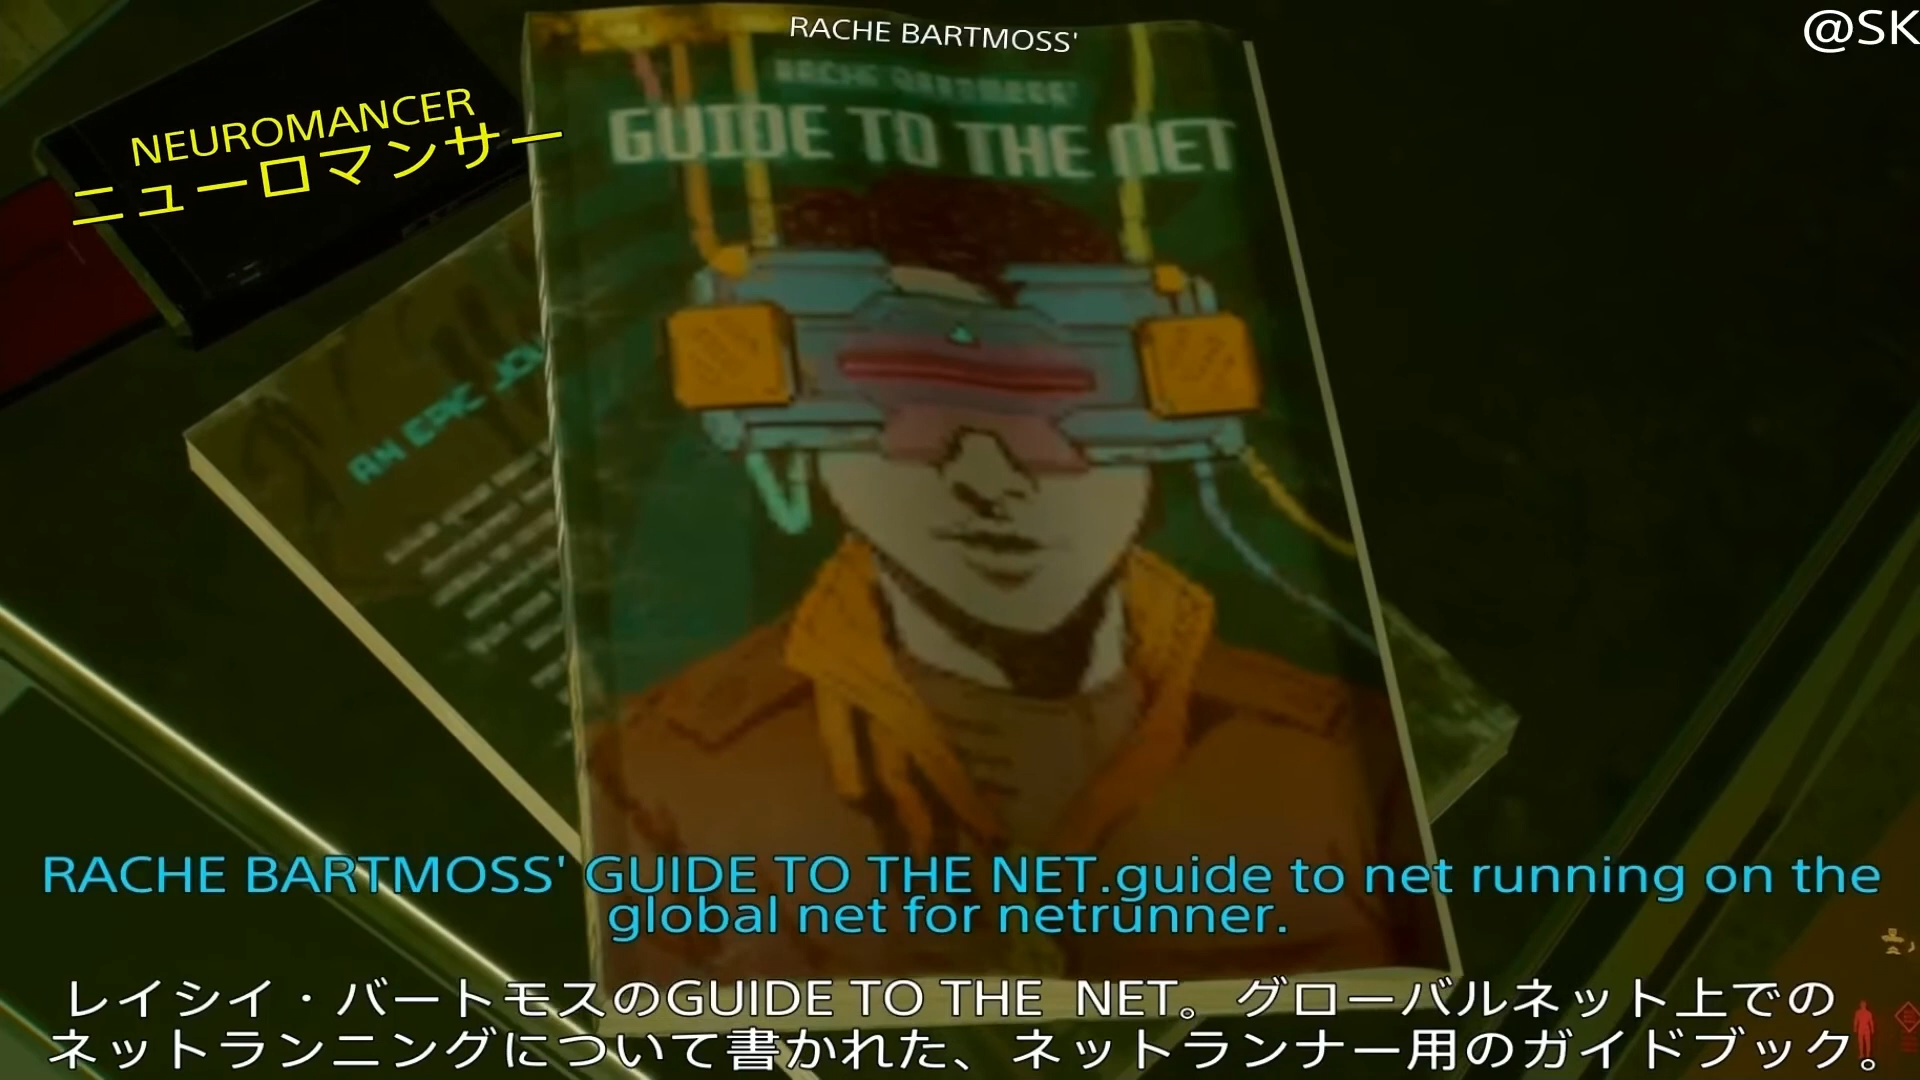 RACHE BARTMOSS'
@SK
NEUROMANCER
ニューロマンサー
RACHE BARTMOSS'
GUIDE TO THE NET
AN EPIC
RACHE BARTMOSS' GUIDE TO THE NET.guide to net running on the
global net for netrunner.
レイシイ・バートモスのGUIDE TO THE NET。グローバルネット上での
ネットランニングについて書かれた、ネットランナー用のガイドブック。